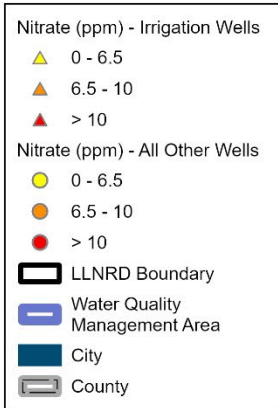 Nitrate (ppm) - Irrigation Wells
0 - 6.5
6.5 - 10
> 10
Nitrate (ppm) - All Other Wells
0 - 6.5
6.5 - 10
> 10
LLNRD Boundary
Water Quality
Management Area
City
County